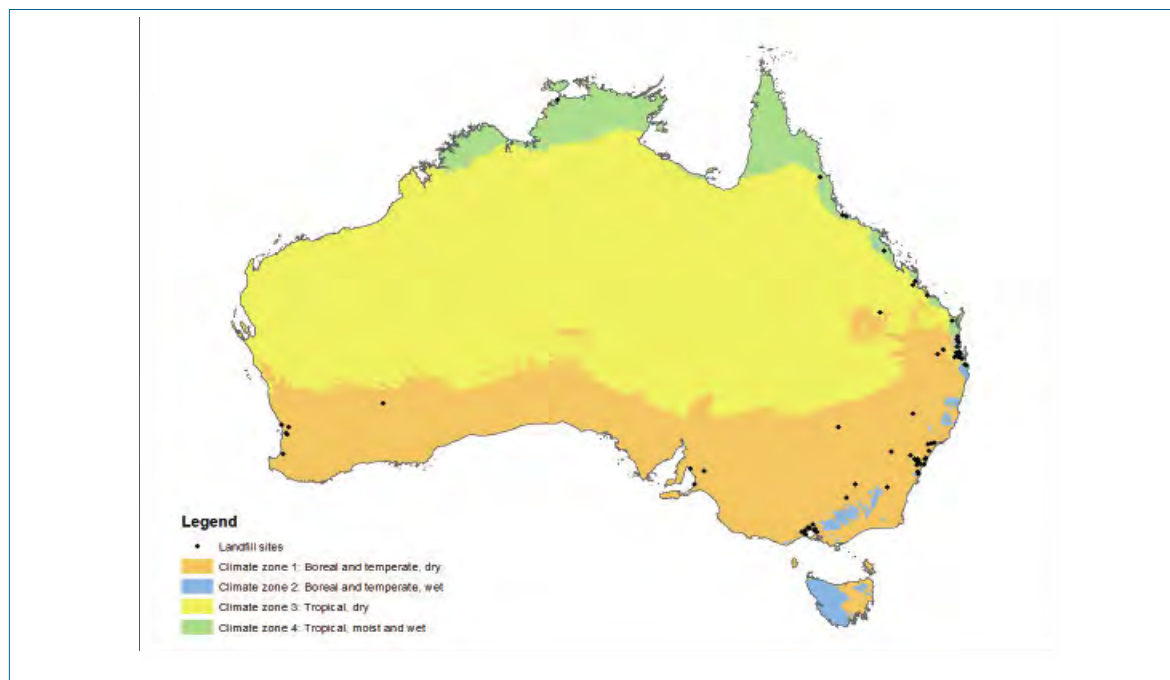 Legend
Landfill sites
Climate zone 1: Boreal and temperate, dry
Climate zone 2: Boreal and temperate, wet
Climate zone 3: Tropical, dry
Climate zone 4: Tropical, moist and wet